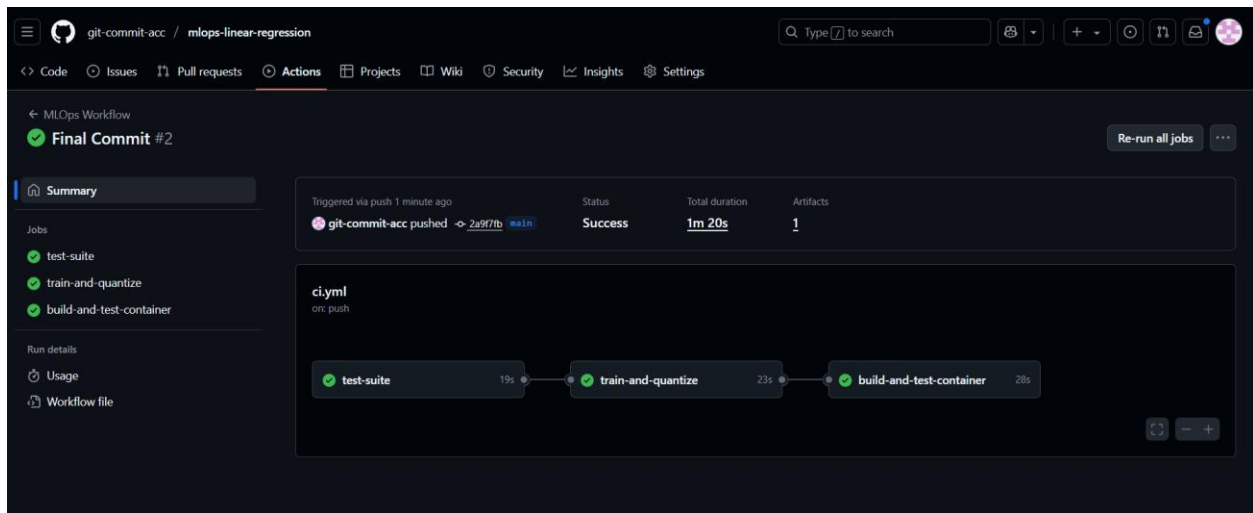 git-commit-acc / mlops-linear-regression
Type / to search
Code Issues Pull requests Actions Projects Wiki Security Insights Settings
← MLOps Workflow
Final Commit #2
Re-run all jobs
Summary
Jobs
test-suite
train-and-quantize
build-and-test-container
Run details
Usage
Workflow file
Triggered via push 1 minute ago
git-commit-acc pushed 2a9f7fb main
Status
Success
Total duration
1m 20s
Artifacts
1
ci.yml
on: push
test-suite 19s
train-and-quantize 23s
build-and-test-container 28s